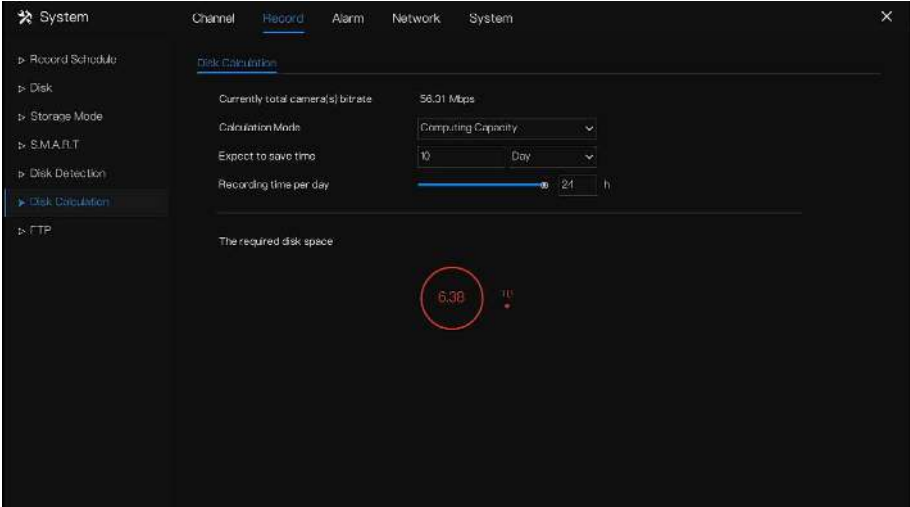 System Channel Record Alarm Network System ×
Record Schedule Disk Calculation
Disk
Currently total camera(s) bitrate 56.31 Mbps
Storage Mode
Calculation Mode Computing Capacity
S.M.A.R.T
Expect to save time 10 Day
Disk Detection
Recording time per day 24 h
Disk Calculation
FTP
The required disk space
6.38